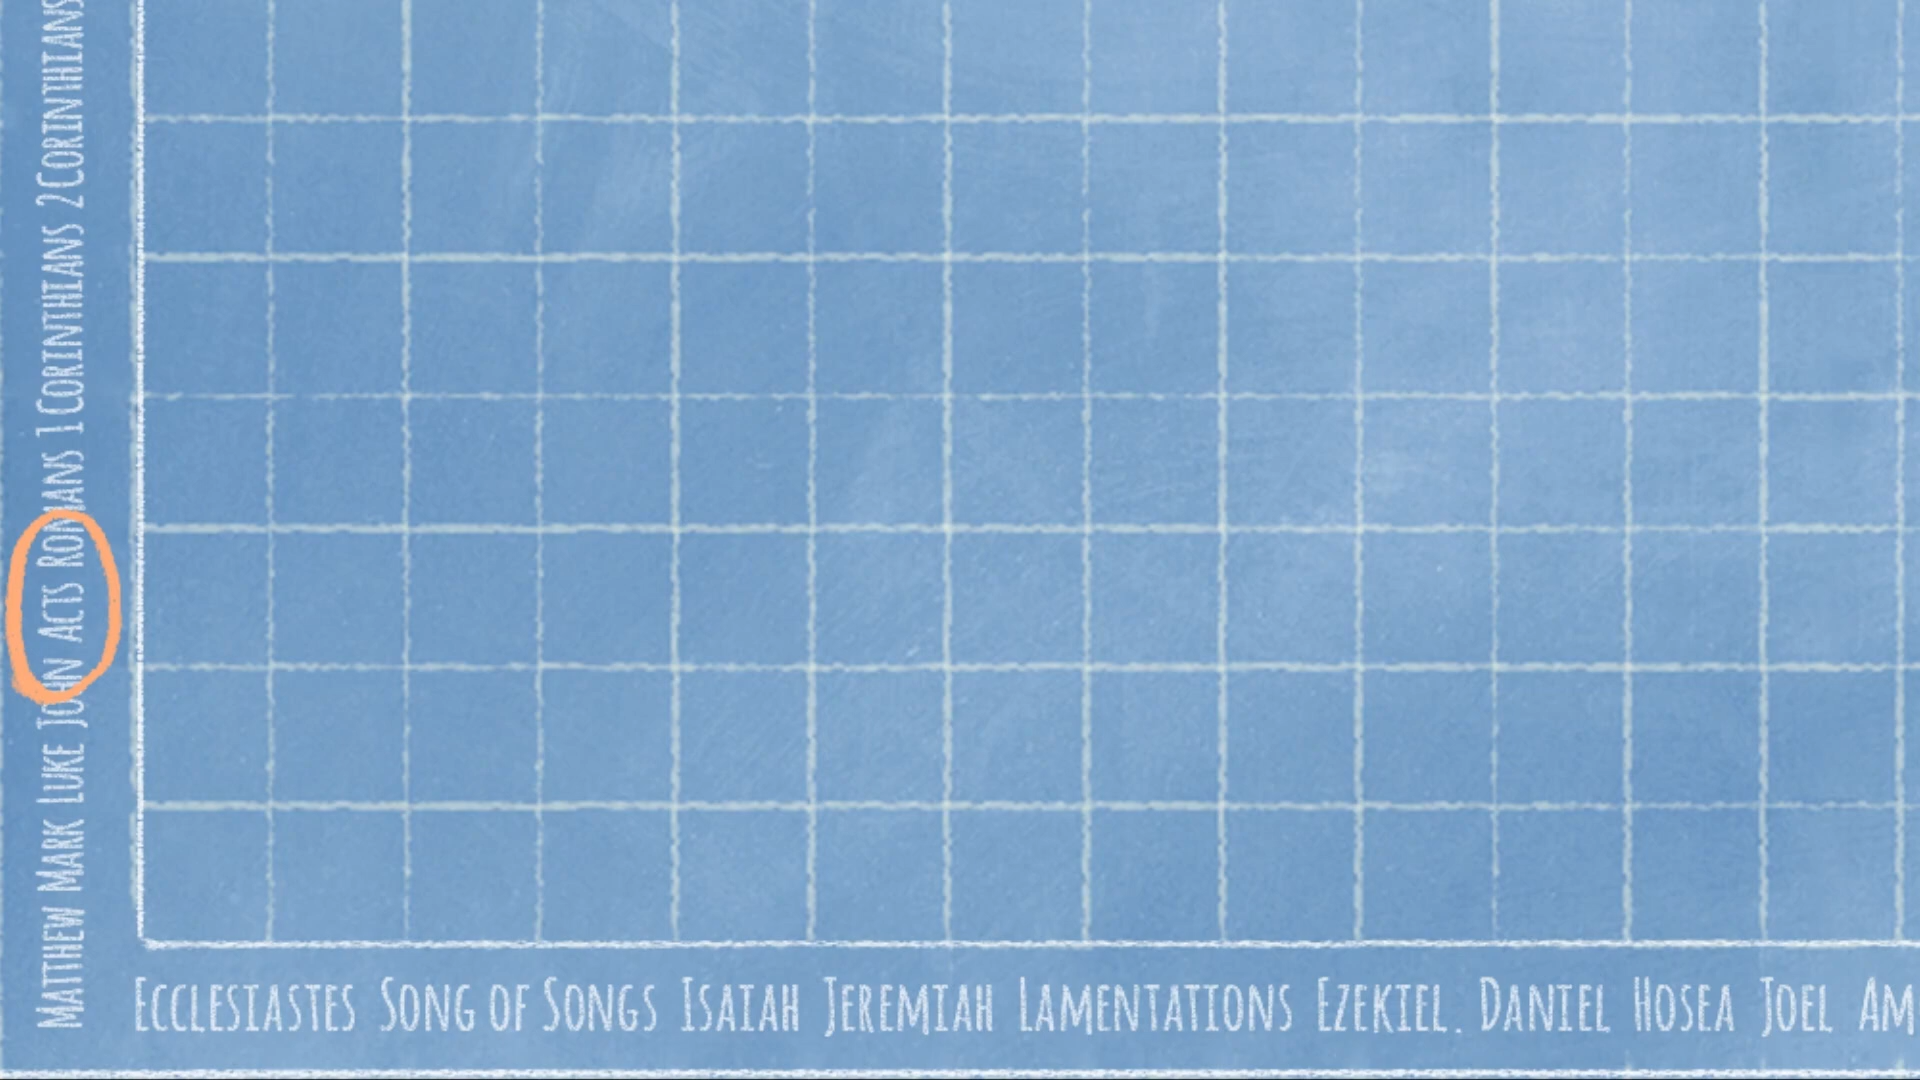 Matthew Mark Luke John Acts Romans 1 Corinthians 2 Corinthians
Ecclesiastes Song of Songs Isaiah Jeremiah Lamentations Ezekiel. Daniel Hosea Joel Am